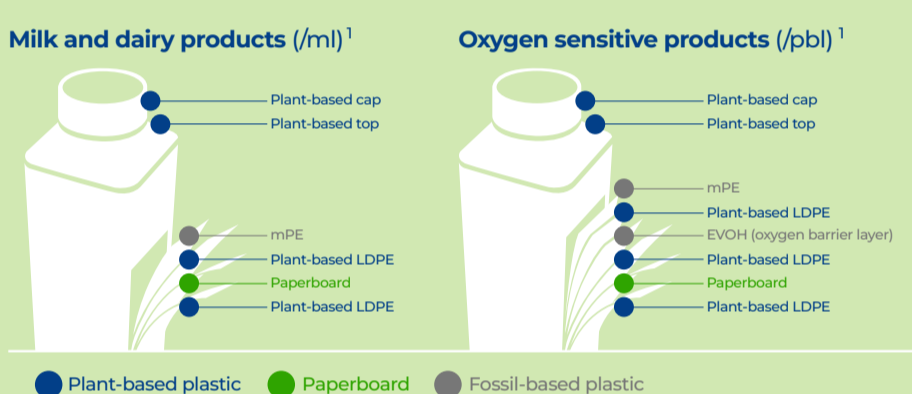 Milk and dairy products (/ml)¹
Plant-based cap
Plant-based top
mPE
Plant-based LDPE
Paperboard
Plant-based LDPE
Oxygen sensitive products (/pbl) ¹
Plant-based cap
Plant-based top
mPE
Plant-based LDPE
EVOH (oxygen barrier layer)
Plant-based LDPE
Paperboard
Plant-based LDPE
Plant-based plastic
Paperboard
Fossil-based plastic